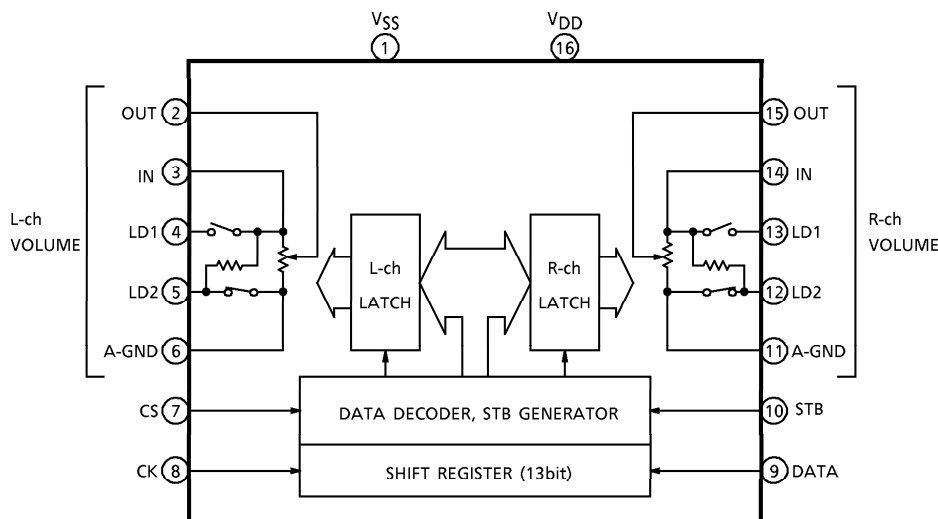 VSS
VDD
1
16
OUT 2
15 OUT
IN 3
14 IN
L-ch
VOLUME
R-ch
VOLUME
LD1 4
13 LD1
L-ch
LATCH
R-ch
LATCH
LD2 5
12 LD2
A-GND 6
11 A-GND
CS 7
DATA DECODER, STB GENERATOR
10 STB
CK 8
SHIFT REGISTER (13bit)
9 DATA